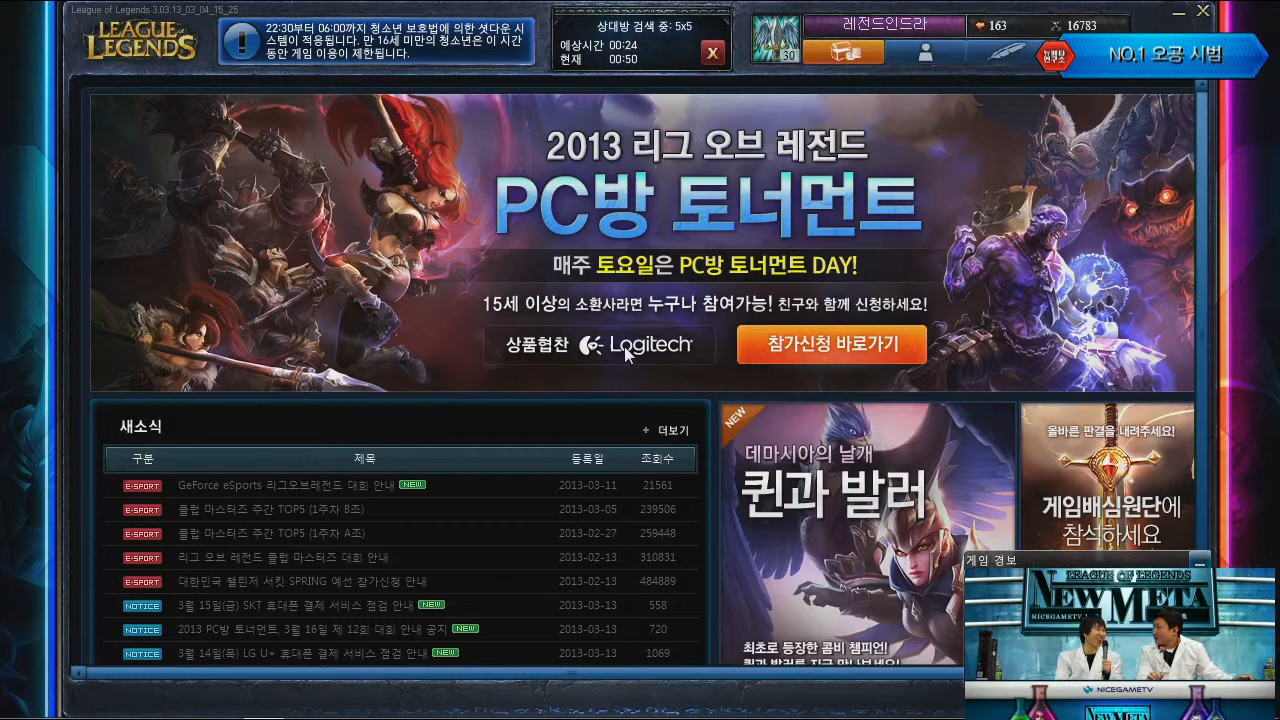 League of Legends 3.03.13_03_04_16_25
LEAGUE of LEGENDS
22:30부터 06:00까지 청소년 보호법에 의한 셧다운 시
스템이 적용됩니다. 만 16세 미만의 청소년은 이 시간
동안 게임 이용이 제한됩니다.
상대방 검색 중: 5x5
예상시간 00:24
현재 00:50
X
30
레전드인드라
163
16783
NO.1 오공 시범
2013 리그 오브 레전드
PC방 토너먼트
매주 토요일은 PC방 토너먼트 DAY!
15세 이상의 소환사라면 누구나 참여가능! 친구와 함께 신청하세요!
상품협찬 Logitech
참가신청 바로가기
새소식
+ 더보기
구분 제목 등록일 조회수
E-SPORT GeForce eSports 리그오브레전드 대회 안내 NEW 2013-03-11 21561
E-SPORT 클럽 마스터즈 주간 TOP5 (1주차 B조) 2013-03-05 239506
E-SPORT 클럽 마스터즈 주간 TOP5 (1주차 A조) 2013-02-27 259448
E-SPORT 리그 오브 레전드 클럽 마스터즈 대회 안내 2013-02-13 310831
E-SPORT 대한민국 챌린저 서킷 SPRING 예선 참가신청 안내 2013-02-13 484889
NOTICE 3월 15일(금) SKT 휴대폰 결제 서비스 점검 안내 NEW 2013-03-13 558
NOTICE 2013 PC방 토너먼트, 3월 16일 제 12회 대회 안내 공지 NEW 2013-03-13 720
NOTICE 3월 14일(목) LG U+ 휴대폰 결제 서비스 점검 안내 NEW 2013-03-13 1069
NEW
데마시아의 날개
퀸과 발러
최초로 등장한 콤비 챔피언!
퀸과 발러를 지금 만나보세요!
올바른 판결을 내려주세요!
게임배심원단에
참석하세요
게임 경보
LEAGUE OF LEGENDS
NEW META
NICEGAMETV
NEW META